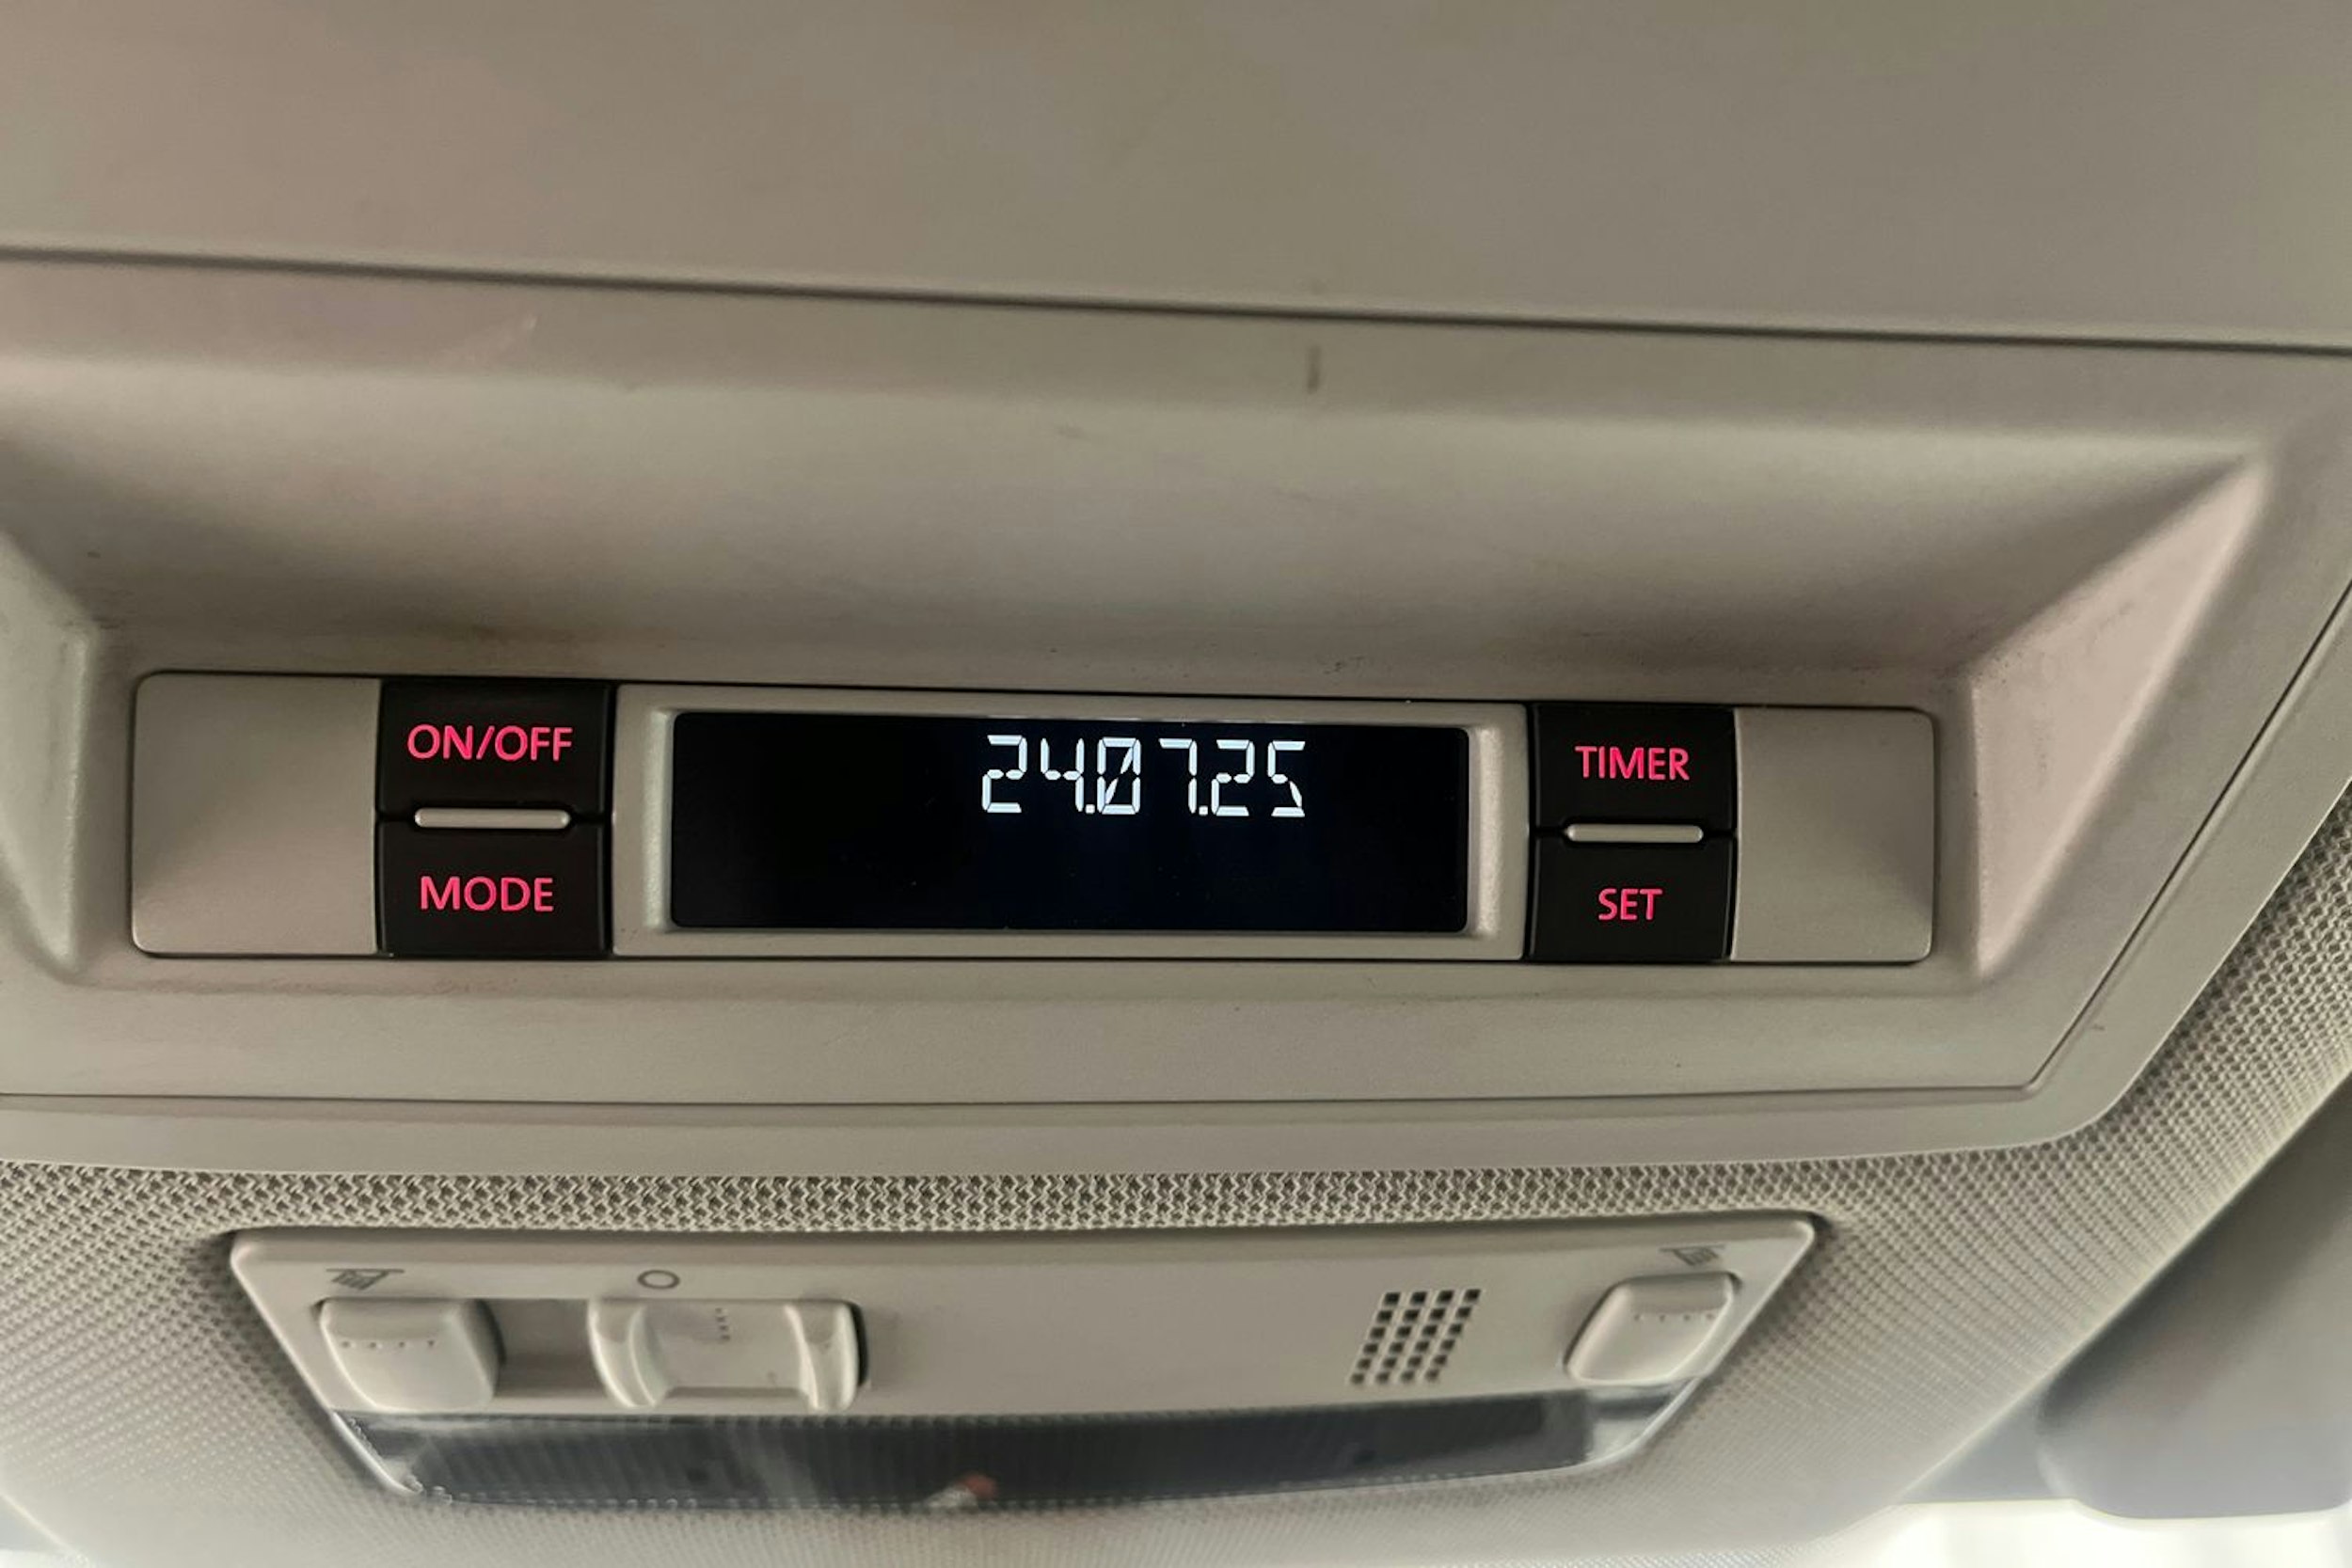 ON/OFF
24.07.25
TIMER
MODE
SET